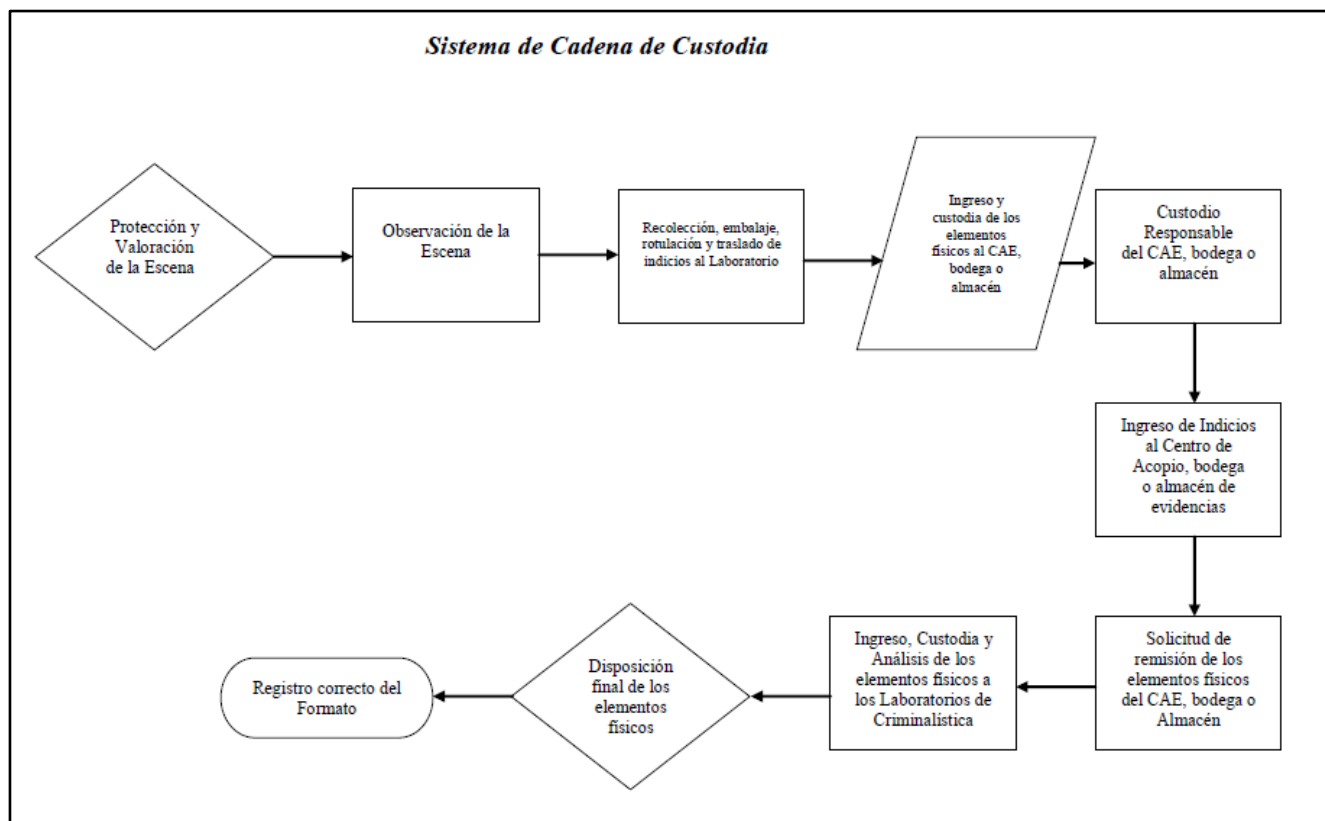 Sistema de Cadena de Custodia
Protección y
Valoración
de la Escena
Observación de la
Escena
Recolección, embalaje,
rotulación y traslado de
indicios al Laboratorio
Ingreso y
custodia de los
elementos
físicos al CAE,
bodega o
almacén
Custodio
Responsable
del CAE, bodega o
almacén
Ingreso de Indicios
al Centro de
Acopio, bodega
o almacén de
evidencias
Solicitud de
remisión de los
elementos físicos
del CAE, bodega o
Almacén
Ingreso, Custodia y
Análisis de los
elementos físicos a
los Laboratorios de
Criminalística
Disposición
final de los
elementos
físicos
Registro correcto del
Formato